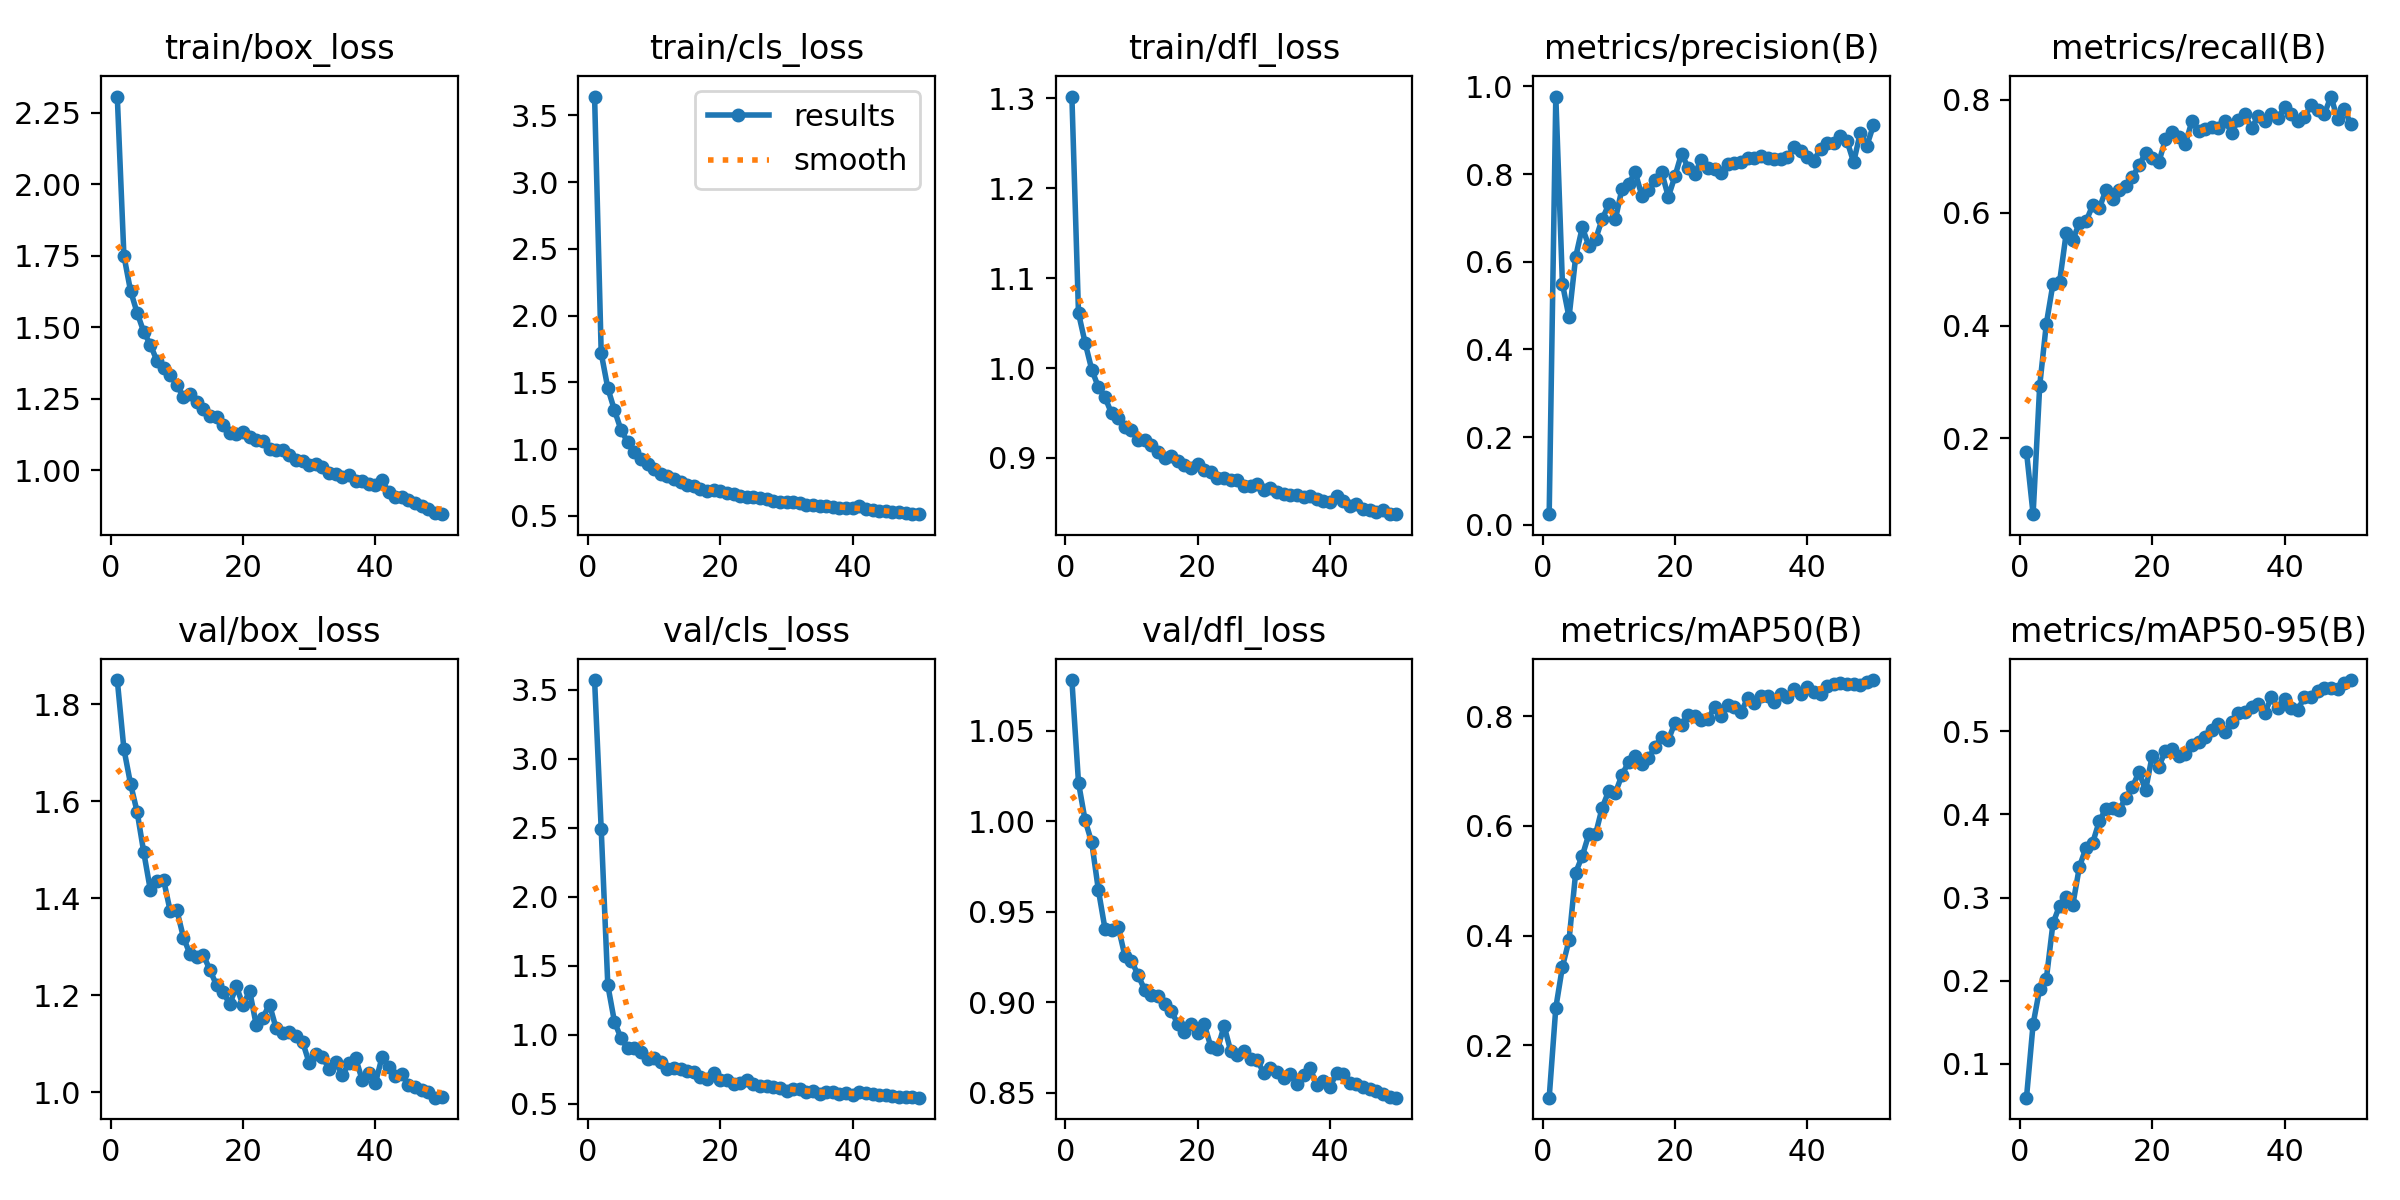 train/box_loss
train/cls_loss
train/dfl_loss
metrics/precision(B)
metrics/recall(B)
2.25
2.00
1.75
1.50
1.25
1.00
0 20 40
results
smooth
3.5
3.0
2.5
2.0
1.5
1.0
0.5
0 20 40
1.3
1.2
1.1
1.0
0.9
0 20 40
1.0
0.8
0.6
0.4
0.2
0.0
0 20 40
0.8
0.6
0.4
0.2
0 20 40
val/box_loss
val/cls_loss
val/dfl_loss
metrics/mAP50(B)
metrics/mAP50-95(B)
1.8
1.6
1.4
1.2
1.0
0 20 40
3.5
3.0
2.5
2.0
1.5
1.0
0.5
0 20 40
1.05
1.00
0.95
0.90
0.85
0 20 40
0.8
0.6
0.4
0.2
0 20 40
0.5
0.4
0.3
0.2
0.1
0 20 40